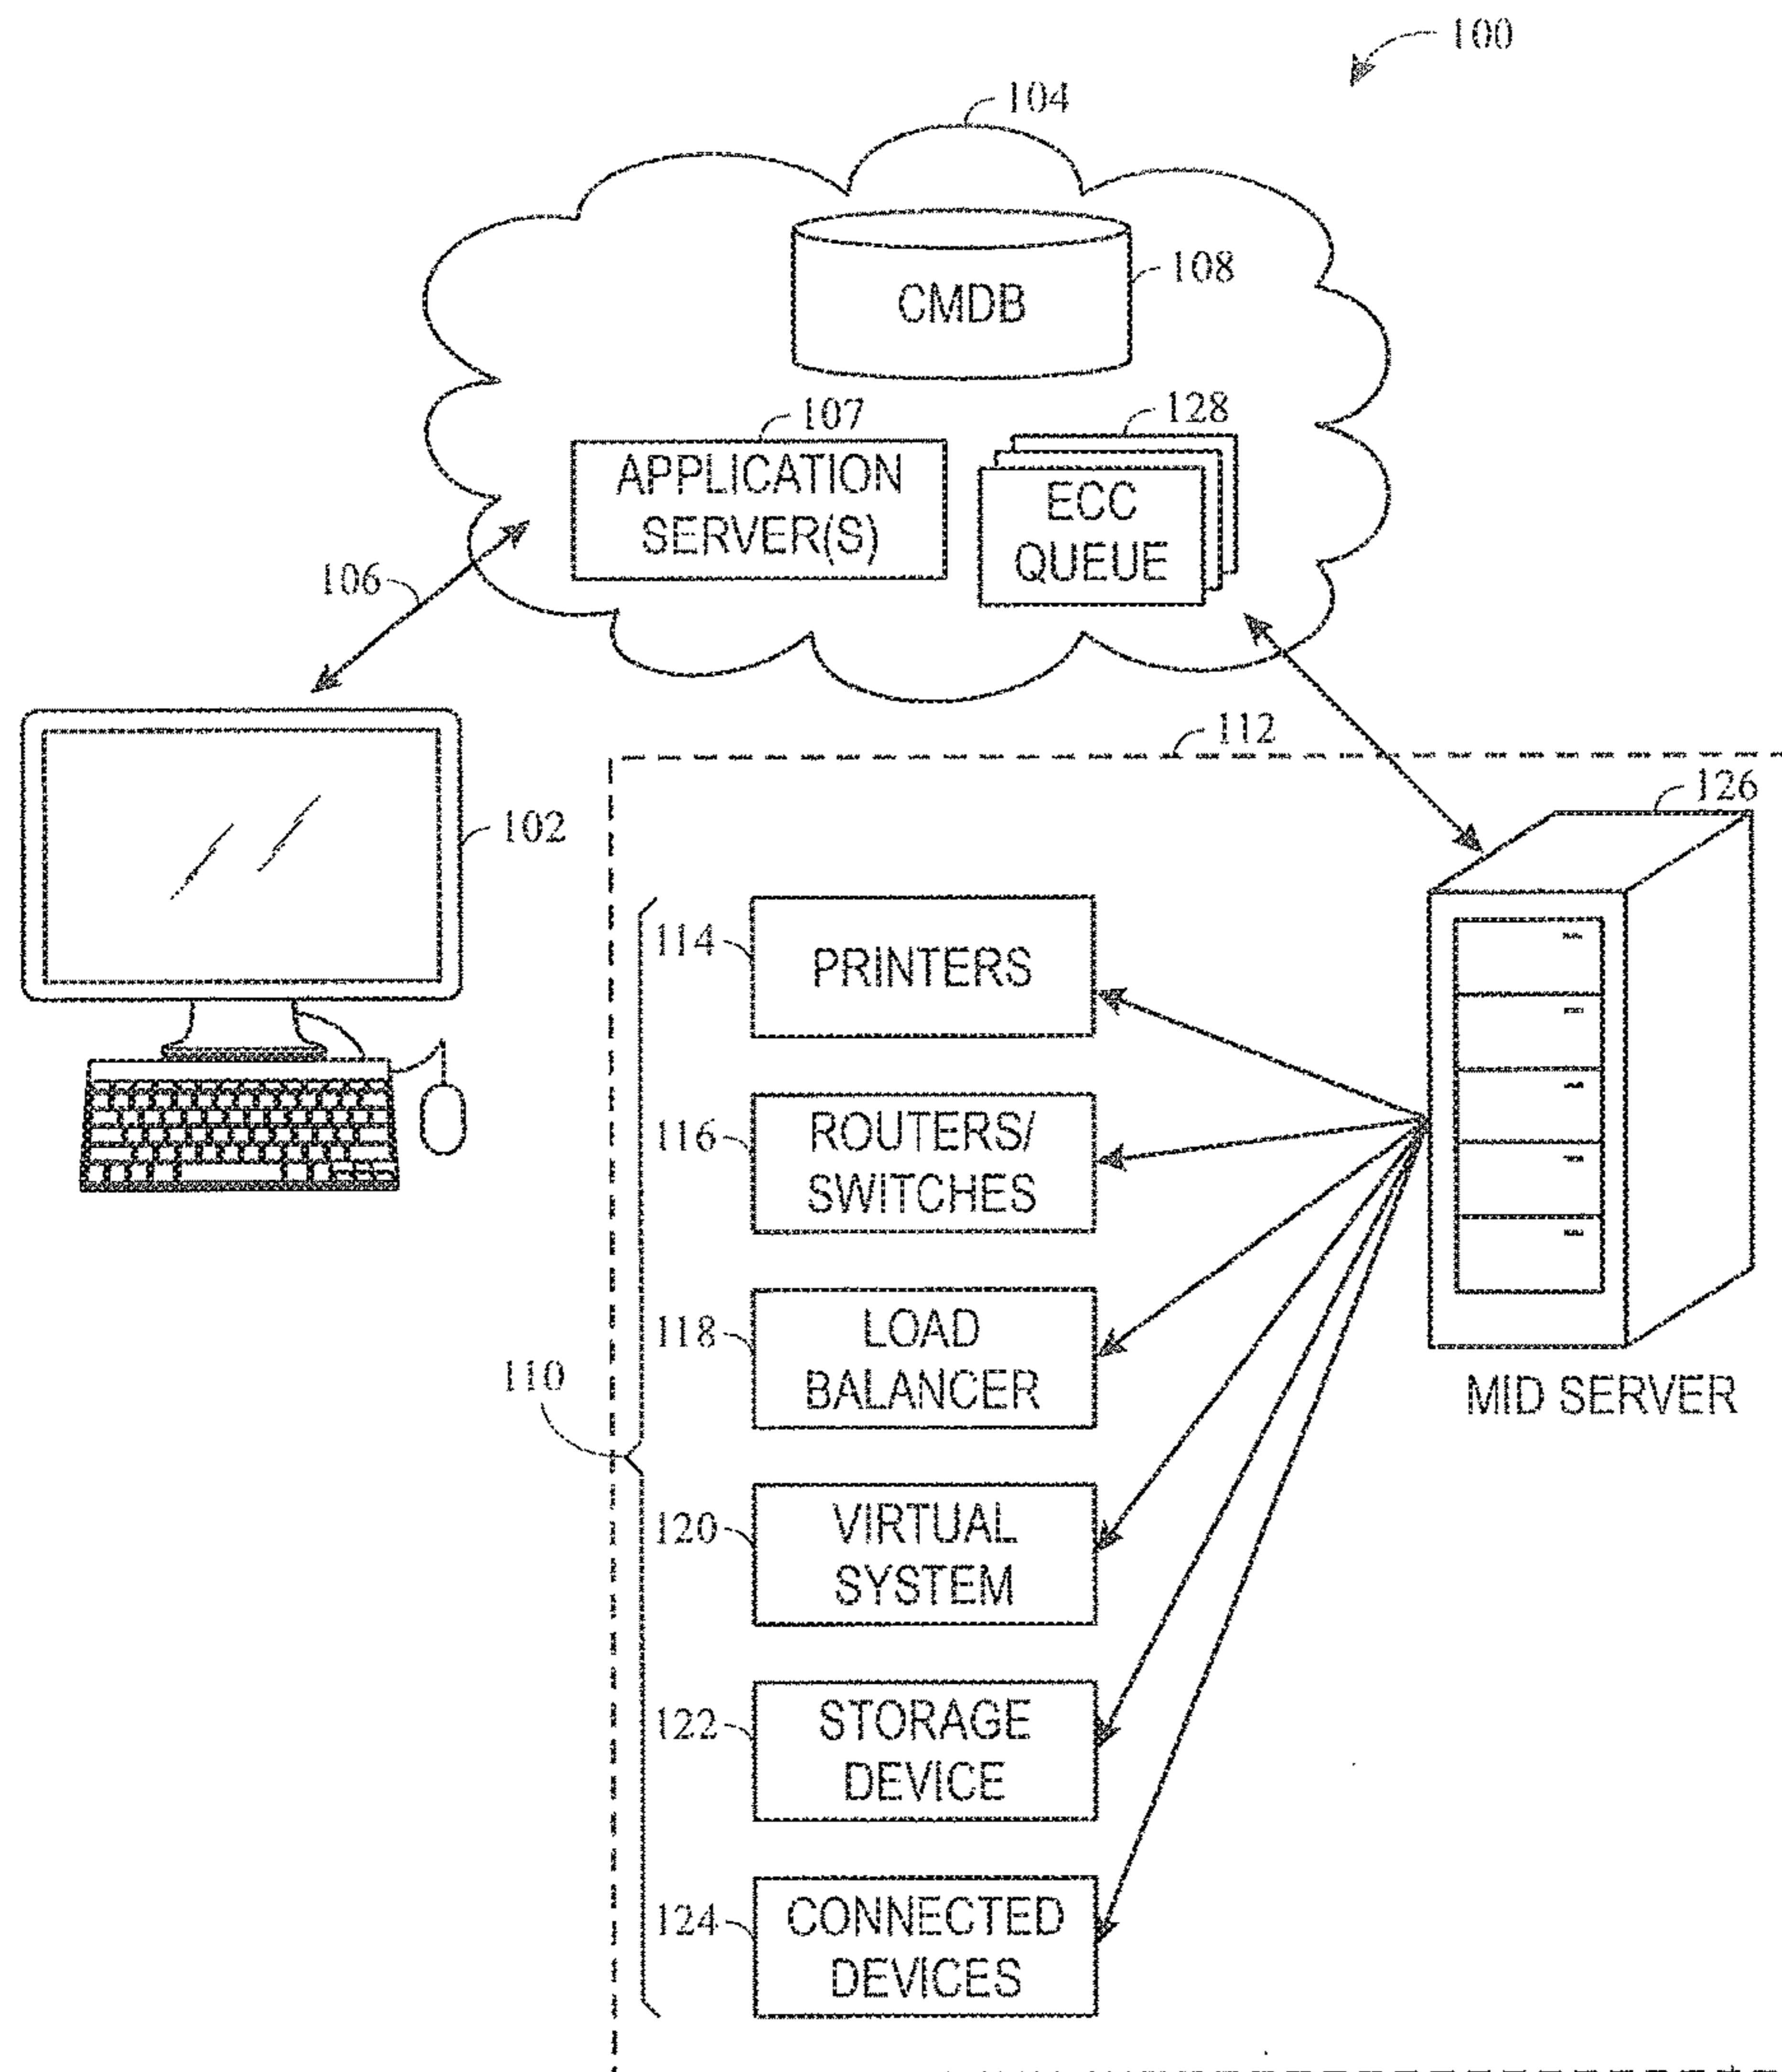 100
104
CMDB
108
107
128
APPLICATION
SERVER(S)
ECC
QUEUE
106
112
126
102
114
PRINTERS
116
ROUTERS/
SWITCHES
118
LOAD
BALANCER
110
MID SERVER
120
VIRTUAL
SYSTEM
122
STORAGE
DEVICE
124
CONNECTED
DEVICES